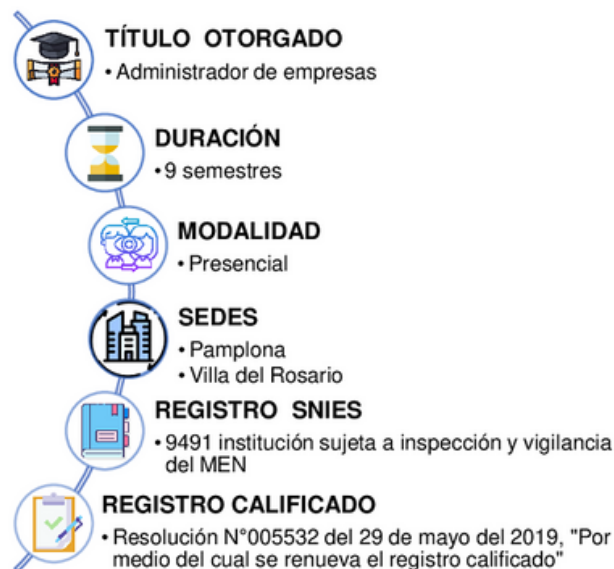 TÍTULO OTORGADO
• Administrador de empresas
DURACIÓN
• 9 semestres
MODALIDAD
• Presencial
SEDES
• Pamplona
• Villa del Rosario
REGISTRO SNIES
• 9491 institución sujeta a inspección y vigilancia
del MEN
REGISTRO CALIFICADO
• Resolución N°005532 del 29 de mayo del 2019, "Por
medio del cual se renueva el registro calificado"